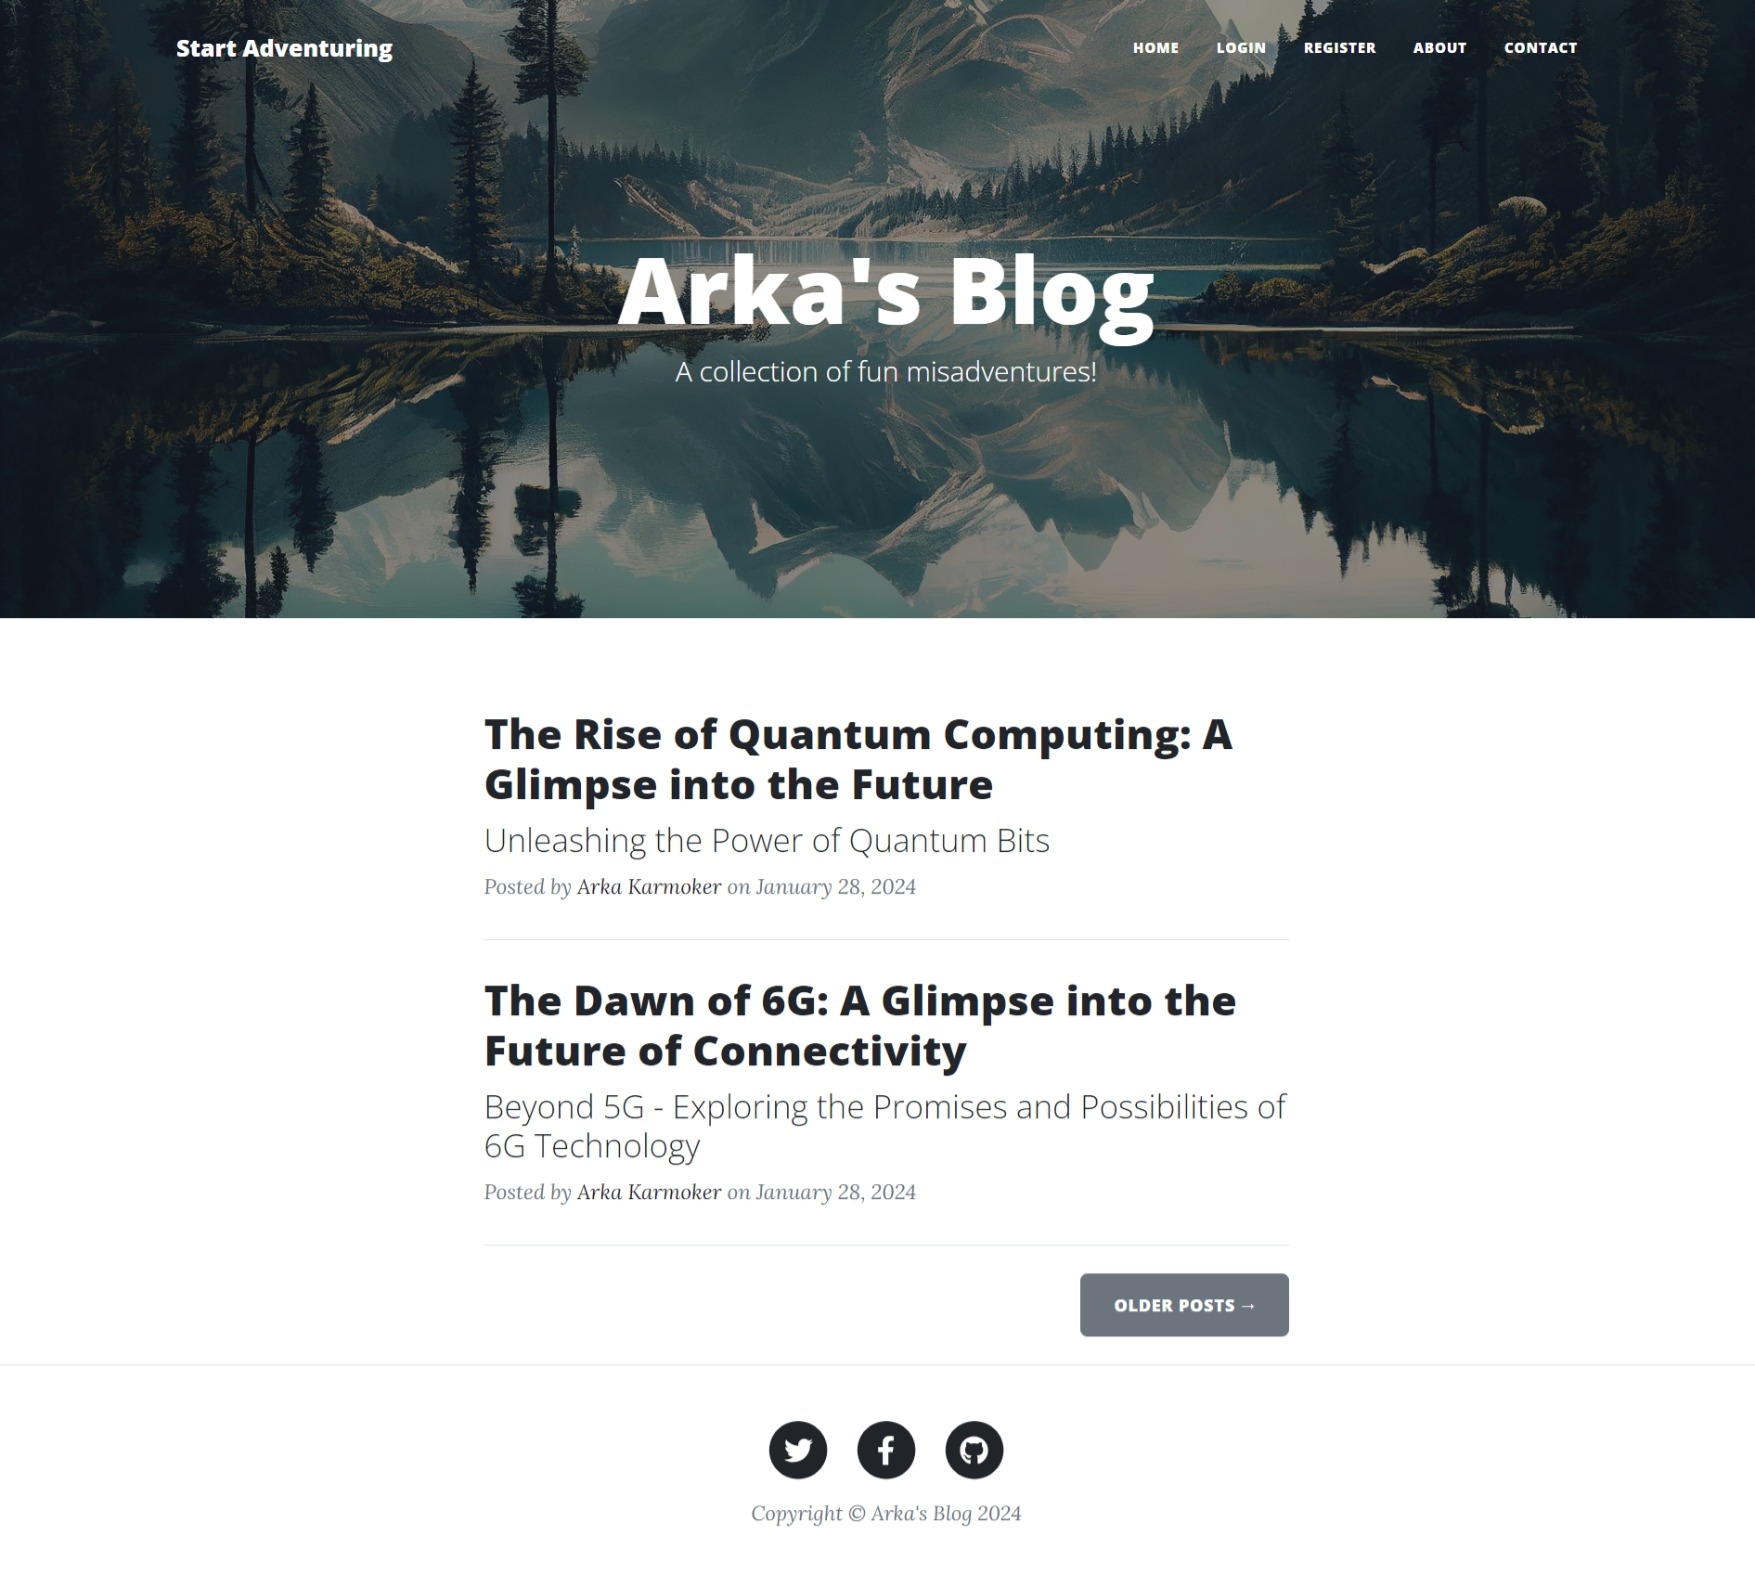 Start Adventuring
HOME LOGIN REGISTER ABOUT CONTACT
Arka's Blog
A collection of fun misadventures!
The Rise of Quantum Computing: A
Glimpse into the Future
Unleashing the Power of Quantum Bits
Posted by Arka Karmoker on January 28, 2024
The Dawn of 6G: A Glimpse into the
Future of Connectivity
Beyond 5G - Exploring the Promises and Possibilities of
6G Technology
Posted by Arka Karmoker on January 28, 2024
OLDER POSTS →
Copyright © Arka's Blog 2024